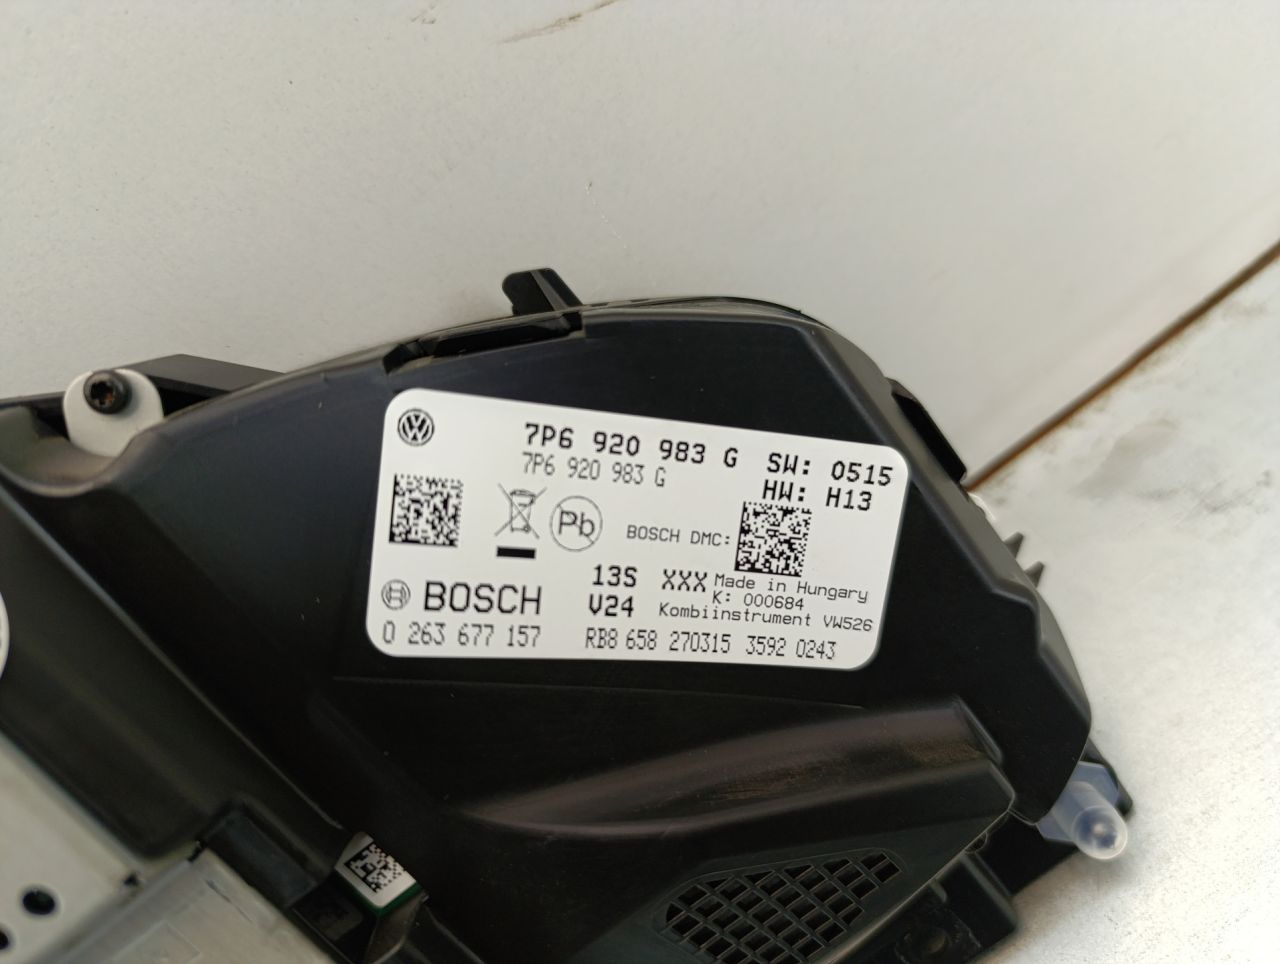 7P6 920 983 G SW: 0515
7P6 920 983 G HW: H13
Pb
BOSCH DMC:
13S XXX Made in Hungary
BOSCH V24 K: 000684
Kombiinstrument VW526
0 263 677 157 RB8 658 270315 3592 0243